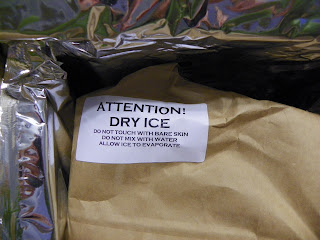 ATTENTION!
DRY ICE
DO NOT TOUCH WITH BARE SKIN
DO NOT MIX WITH WATER
ALLOW ICE TO EVAPORATE